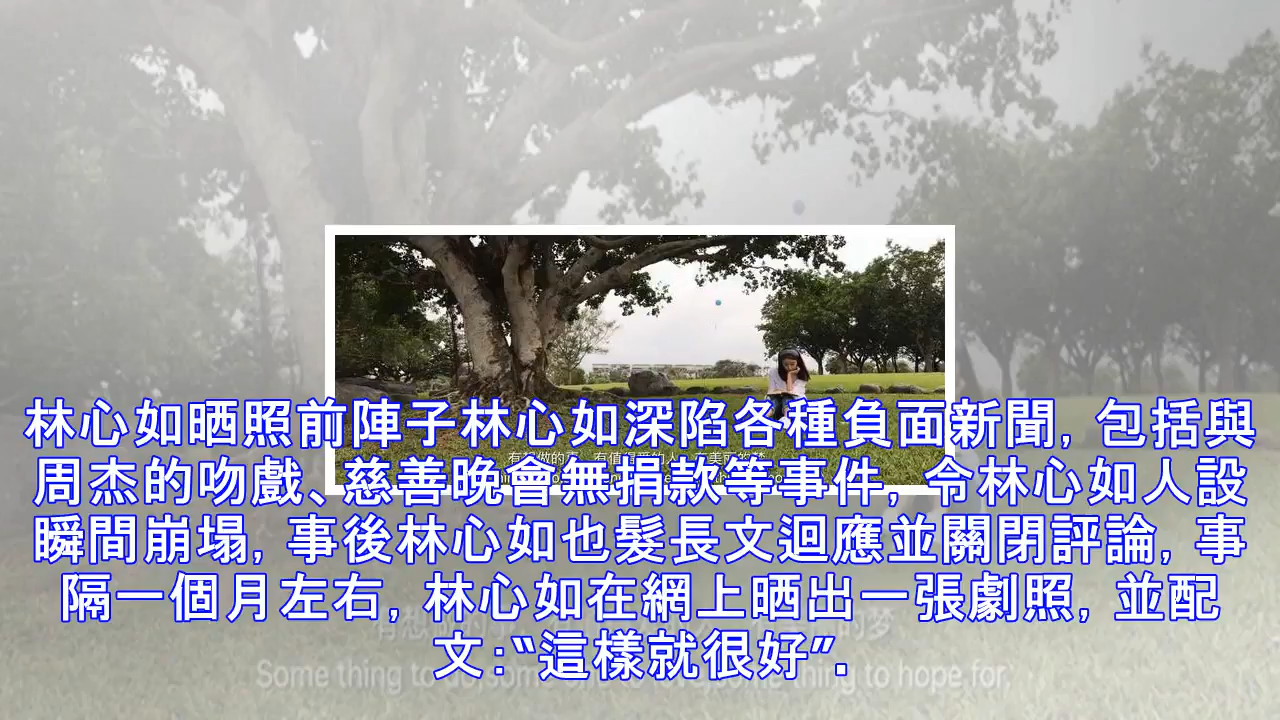 林心如晒照前陣子林心如深陷各種負面新聞, 包括與
周杰的吻戲、慈善晚會無捐款等事件, 令林心如人設
瞬間崩塌, 事後林心如也髮長文迴應並關閉評論, 事
隔一個月左右, 林心如在網上晒出一張劇照, 並配
文:“這樣就很好”.
有想 的 的梦
Some thing to to hope for.